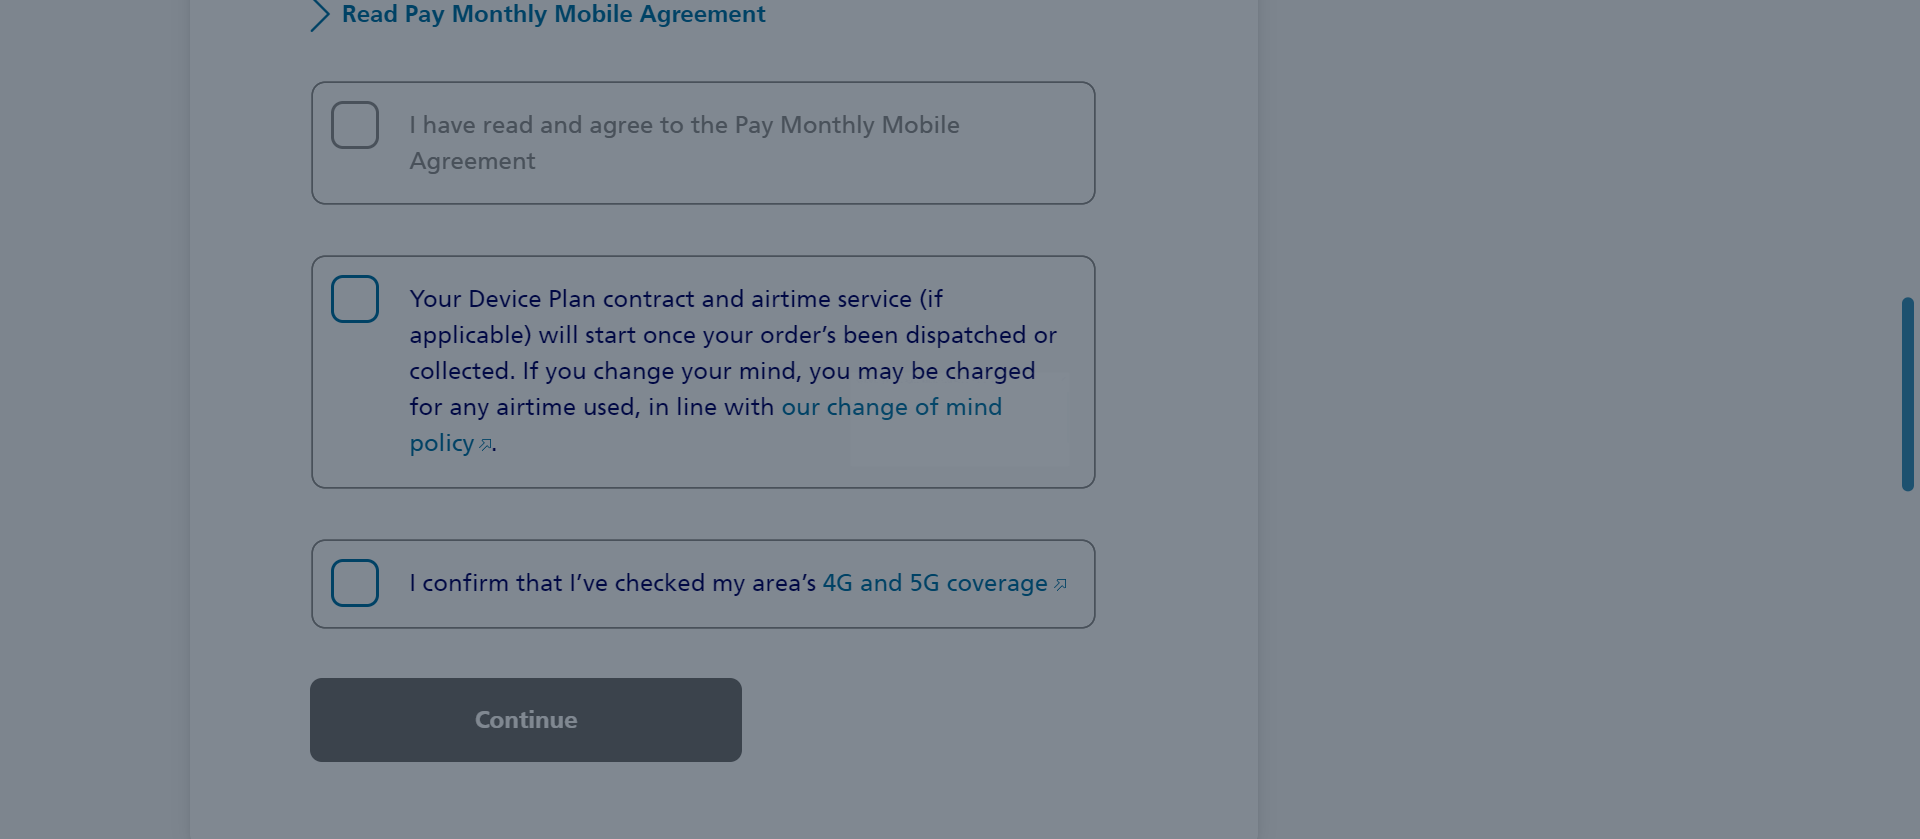 Read Pay Monthly Mobile Agreement
I have read and agree to the Pay Monthly Mobile
Agreement
Your Device Plan contract and airtime service (if
applicable) will start once your order’s been dispatched or
collected. If you change your mind, you may be charged
for any airtime used, in line with our change of mind
policy.
I confirm that I’ve checked my area’s 4G and 5G coverage
Continue